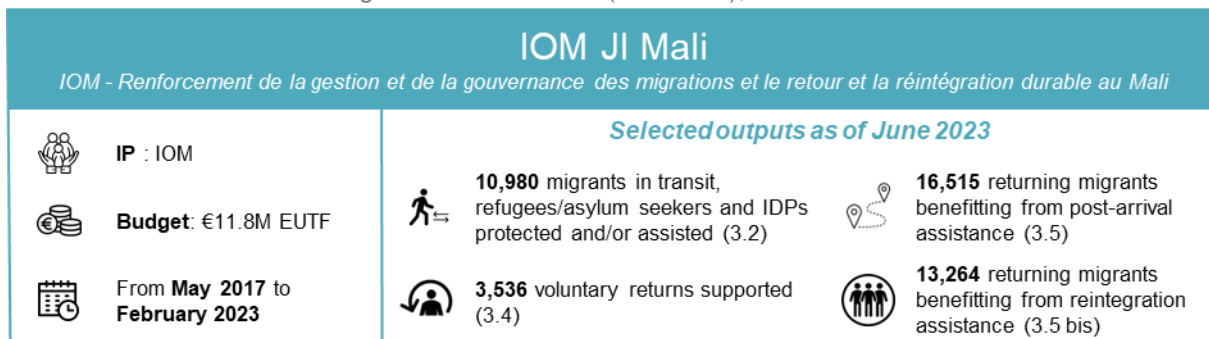 IOM JI Mali
IOM - Renforcement de la gestion et de la gouvernance des migrations et le retour et la réintégration durable au Mali
IP : IOM
Budget: €11.8M EUTF
From May 2017 to
February 2023
Selected outputs as of June 2023
10,980 migrants in transit,
refugees/asylum seekers and IDPs
protected and/or assisted (3.2)
3,536 voluntary returns supported
(3.4)
16,515 returning migrants
benefitting from post-arrival
assistance (3.5)
13,264 returning migrants
benefitting from reintegration
assistance (3.5 bis)